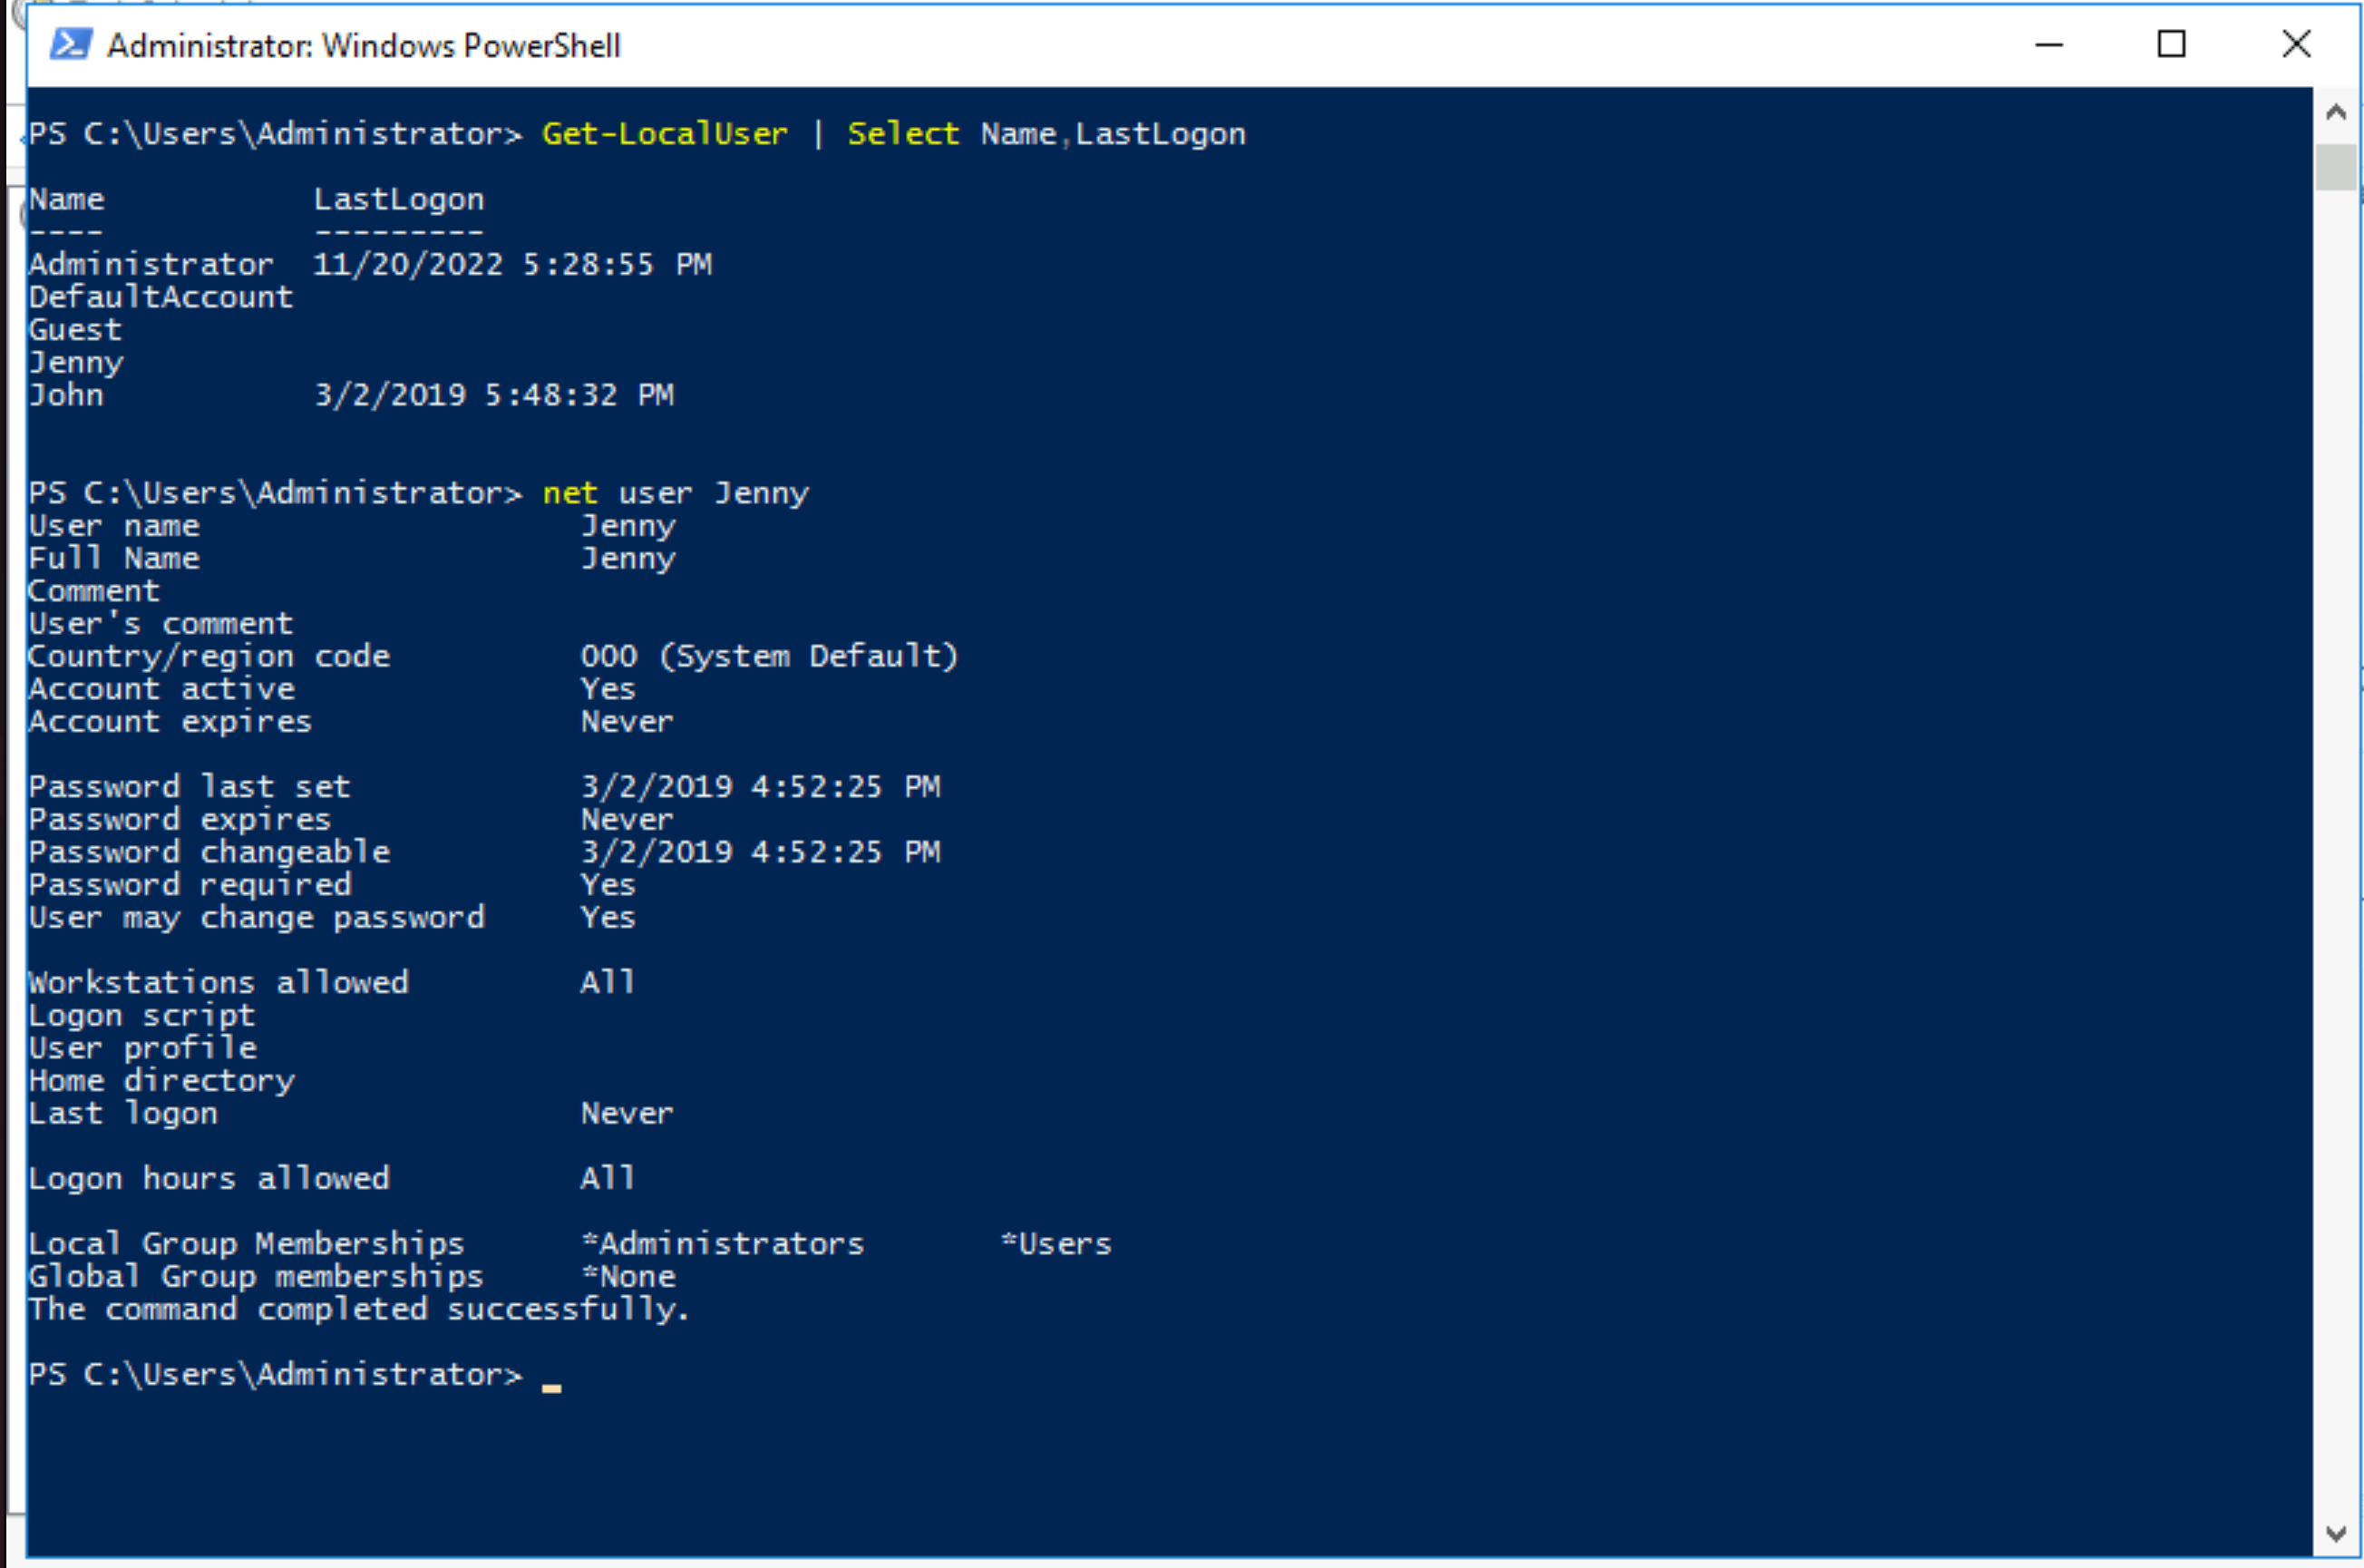 Administrator: Windows PowerShell
PS C:\Users\Administrator> Get-LocalUser | Select Name,LastLogon
Name           LastLogon
----           ---------
Administrator  11/20/2022 5:28:55 PM
DefaultAccount
Guest
Jenny
John           3/2/2019 5:48:32 PM
PS C:\Users\Administrator> net user Jenny
User name                    Jenny
Full Name                    Jenny
Comment
User's comment
Country/region code          000 (System Default)
Account active               Yes
Account expires              Never
Password last set            3/2/2019 4:52:25 PM
Password expires             Never
Password changeable          3/2/2019 4:52:25 PM
Password required            Yes
User may change password     Yes
Workstations allowed         All
Logon script
User profile
Home directory
Last logon                   Never
Logon hours allowed          All
Local Group Memberships      *Administrators       *Users
Global Group memberships     *None
The command completed successfully.
PS C:\Users\Administrator>